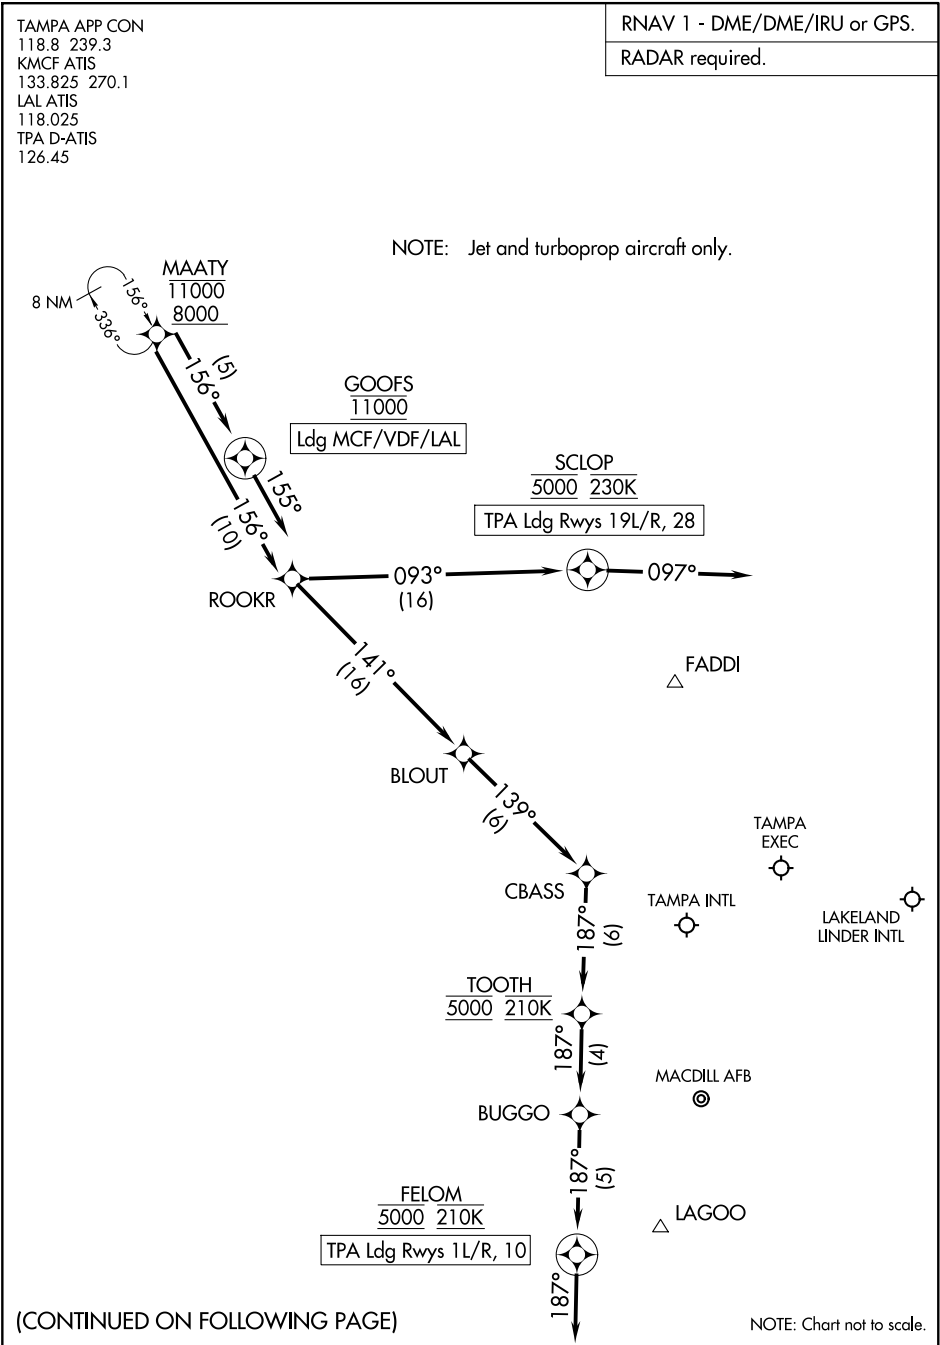 TAMPA APP CON
118.8 239.3
KMCF ATIS
133.825 270.1
LAL ATIS
118.025
TPA D-ATIS
126.45
RNAV 1 - DME/DME/IRU or GPS.
RADAR required.
NOTE: Jet and turboprop aircraft only.
MAATY
11000
8000
8 NM
156°
336°
(5)
156°
GOOFS
11000
Ldg MCF/VDF/LAL
155°
156°
(10)
SCLOP
5000 230K
TPA Ldg Rwys 19L/R, 28
ROOKR
093°
(16)
097°
141°
(16)
FADDI
BLOUT
139°
(6)
TAMPA
EXEC
CBASS
TAMPA INTL
LAKELAND
LINDER INTL
187°
(6)
TOOTH
5000 210K
187°
(4)
MACDILL AFB
BUGGO
187°
(5)
FELOM
5000 210K
TPA Ldg Rwys 1L/R, 10
LAGOO
187°
(CONTINUED ON FOLLOWING PAGE)
NOTE: Chart not to scale.